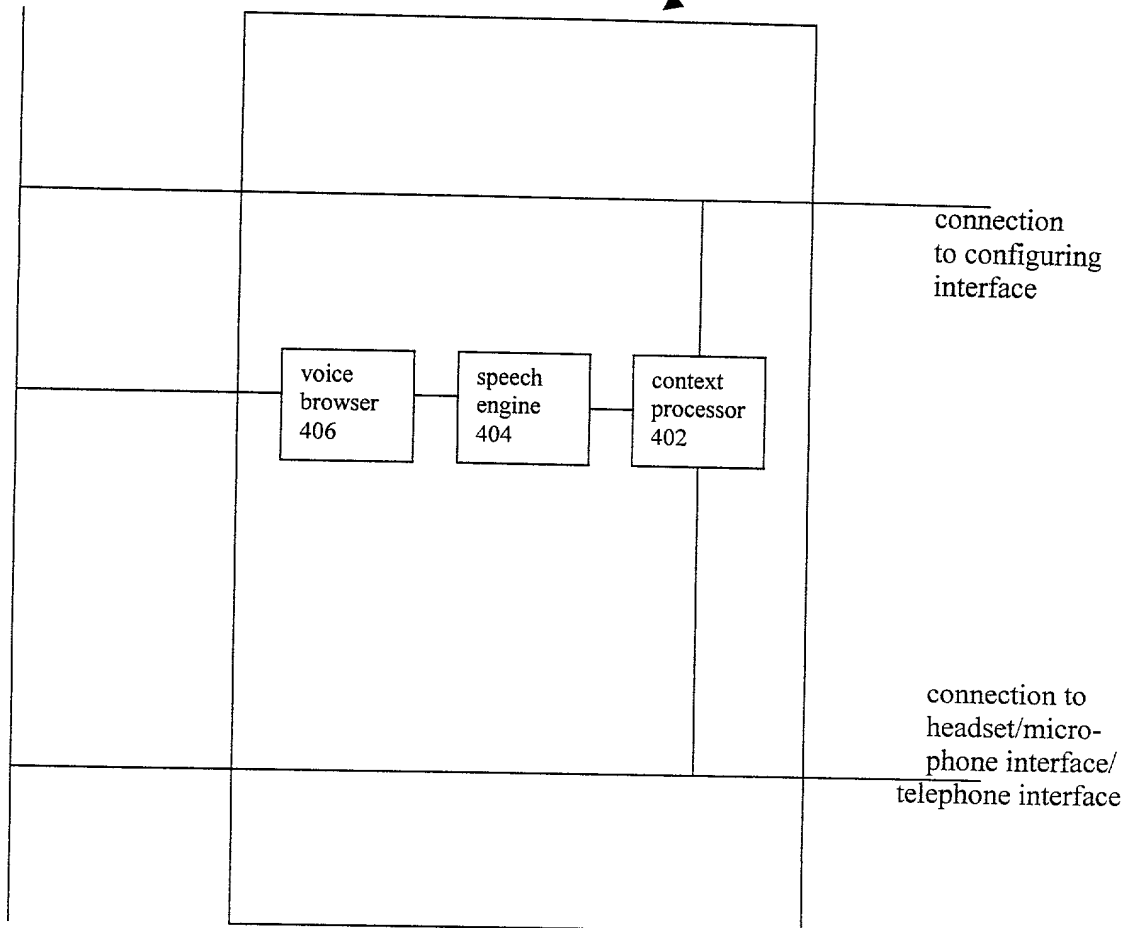 connection
to configuring
interface
voice
browser
406
speech
engine
404
context
processor
402
connection to
headset/micro-
phone interface/
telephone interface